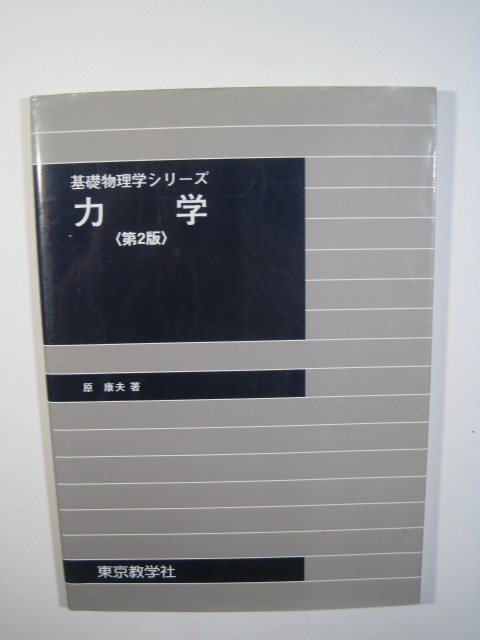 基礎物理学シリーズ
力 学
〈第2版〉
原 康夫 著
東京教学社